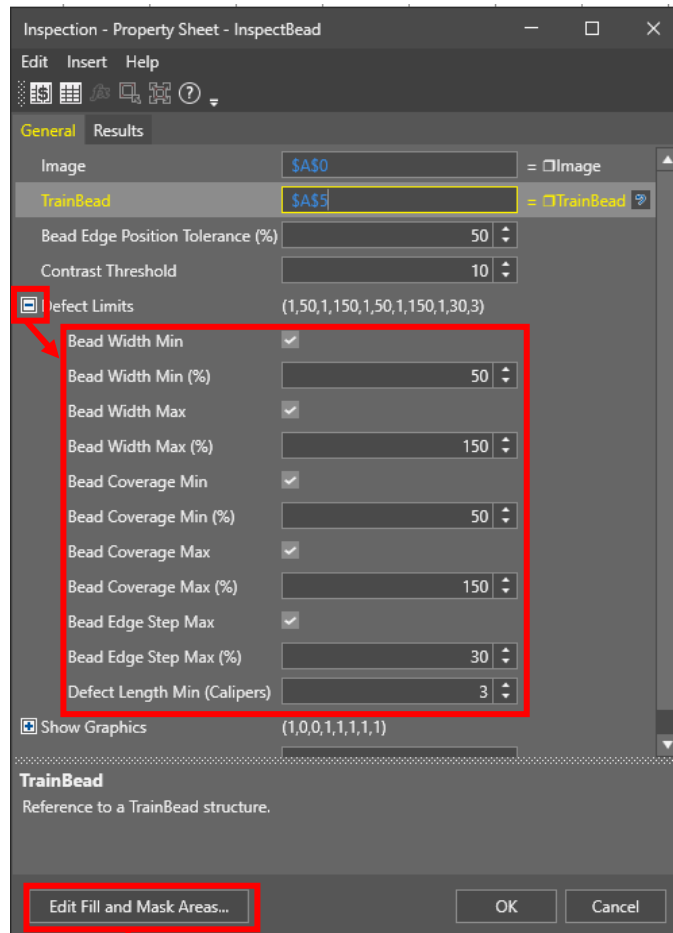 Inspection - Property Sheet - InspectBead
Edit Insert Help
General Results
Image $A$0 = Image
TrainBead $A$5 = TrainBead
Bead Edge Position Tolerance (%) 50
Contrast Threshold 10
Defect Limits (1,50,1,150,1,50,1,150,1,30,3)
Bead Width Min
Bead Width Min (%) 50
Bead Width Max
Bead Width Max (%) 150
Bead Coverage Min
Bead Coverage Min (%) 50
Bead Coverage Max
Bead Coverage Max (%) 150
Bead Edge Step Max
Bead Edge Step Max (%) 30
Defect Length Min (Calipers) 3
Show Graphics (1,0,0,1,1,1,1,1)
TrainBead
Reference to a TrainBead structure.
Edit Fill and Mask Areas... OK Cancel